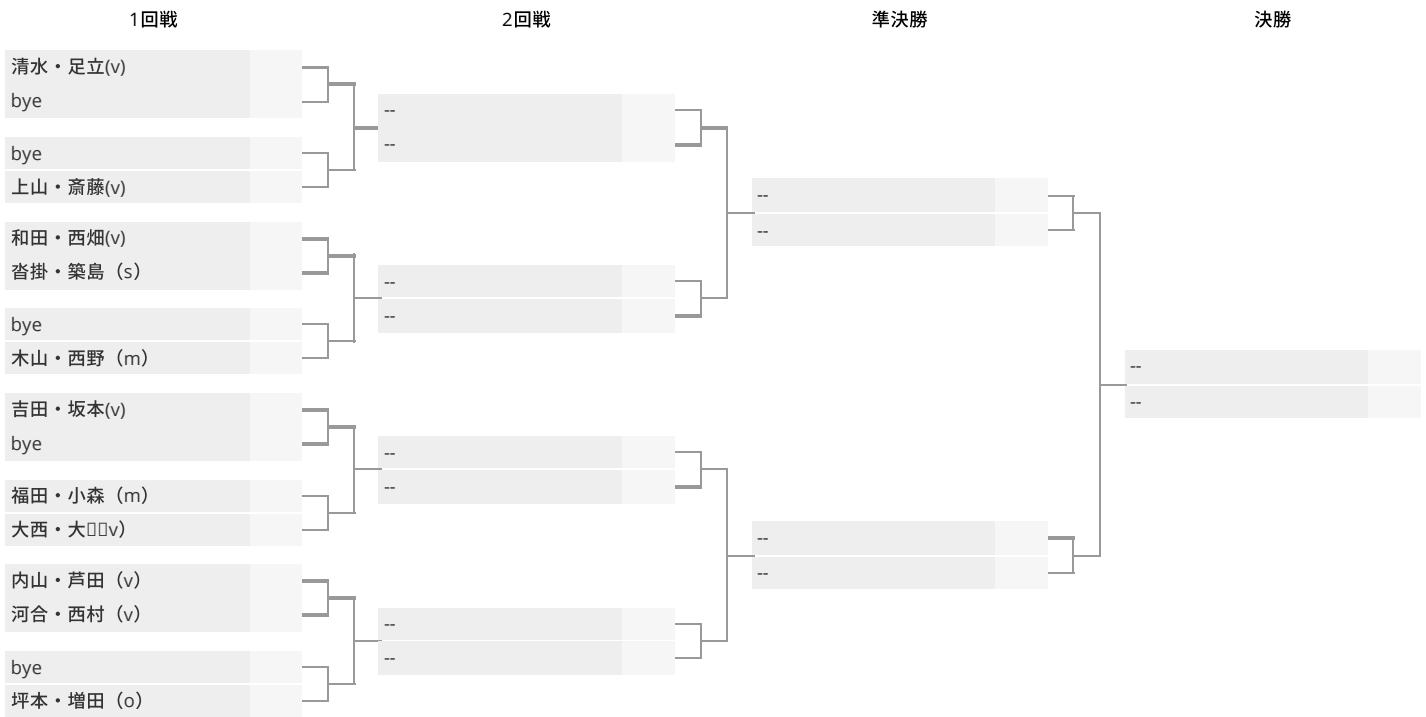 1回戦
2回戦
準決勝
決勝
清水・足立(v)
bye
bye
上山・斎藤(v)
和田・西畑(v)
沓掛・築島（s）
bye
木山・西野（m）
吉田・坂本(v)
bye
福田・小森（m）
大西・大▯▯v）
内山・芦田（v）
河合・西村（v）
bye
坪本・増田（o）
--
--
--
--
--
--
--
--
--
--
--
--
--
--